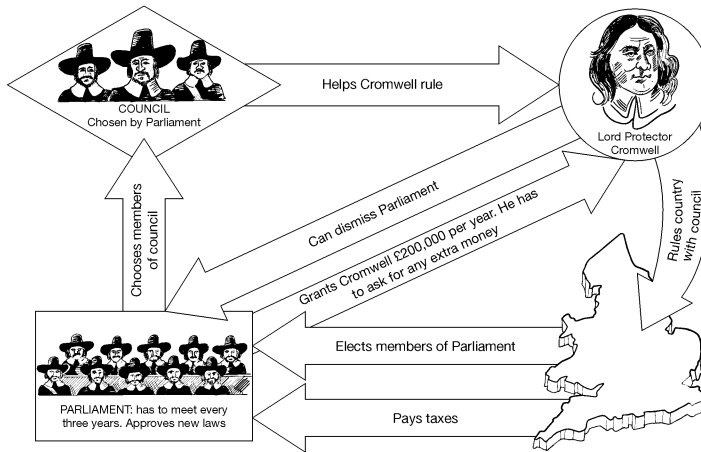 COUNCIL
Chosen by Parliament
Helps Cromwell rule
Lord Protector
Cromwell
Chooses members
of council
Can dismiss Parliament
Grants Cromwell £200,000 per year. He has
to ask for any extra money
Rules country
with council
Elects members of Parliament
PARLIAMENT: has to meet every
three years. Approves new laws
Pays taxes